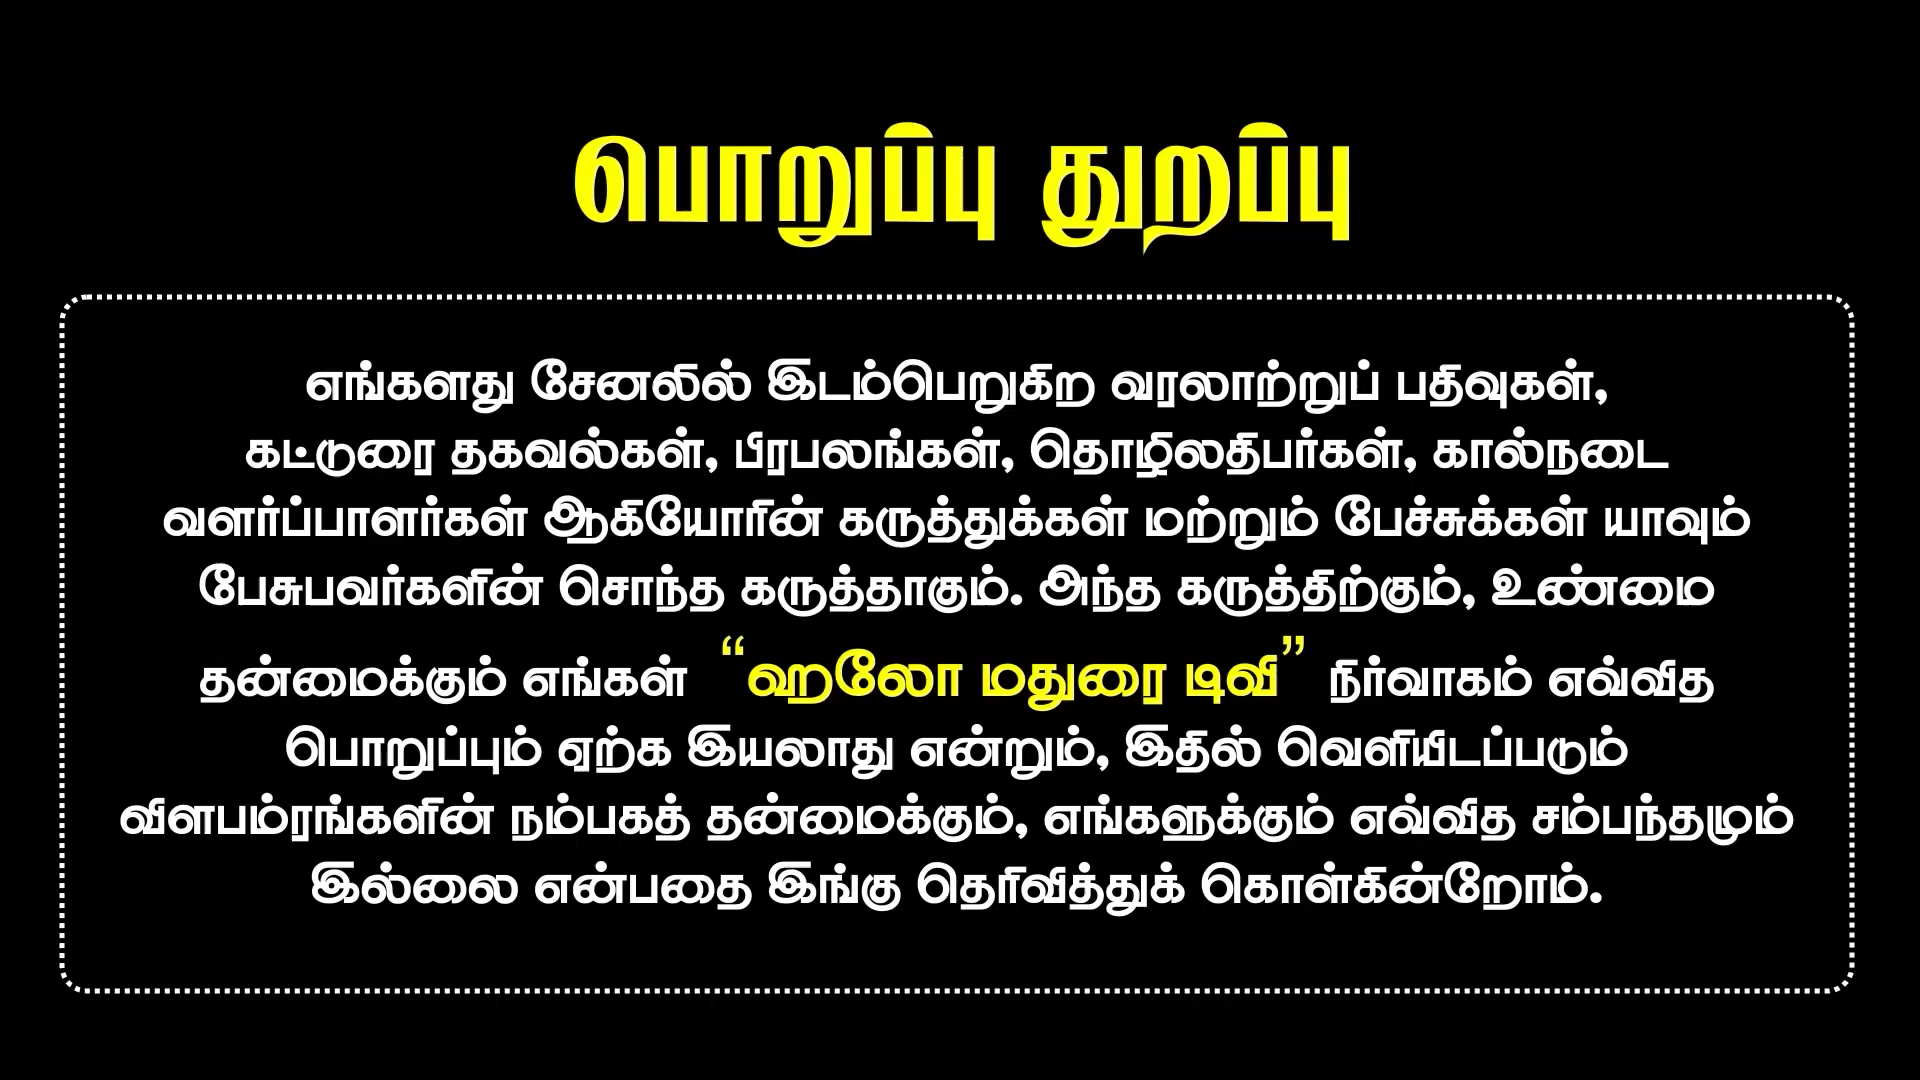 பொறுப்பு துறப்பு
எங்களது சேனலில் இடம்பெறுகிற வரலாற்றுப் பதிவுகள்,
கட்டுரை தகவல்கள், பிரபலங்கள், தொழிலதிபர்கள், கால்நடை
வளர்ப்பாளர்கள் ஆகியோரின் கருத்துக்கள் மற்றும் பேச்சுக்கள் யாவும்
பேசுபவர்களின் சொந்த கருத்தாகும். அந்த கருத்திற்கும், உண்மை
தன்மைக்கும் எங்கள் “ஹலோ மதுரை டிவி” நிர்வாகம் எவ்வித
பொறுப்பும் ஏற்க இயலாது என்றும், இதில் வெளியிடப்படும்
விளபம்ரங்களின் நம்பகத் தன்மைக்கும், எங்களுக்கும் எவ்வித சம்பந்தமும்
இல்லை என்பதை இங்கு தெரிவித்துக் கொள்கின்றோம்.